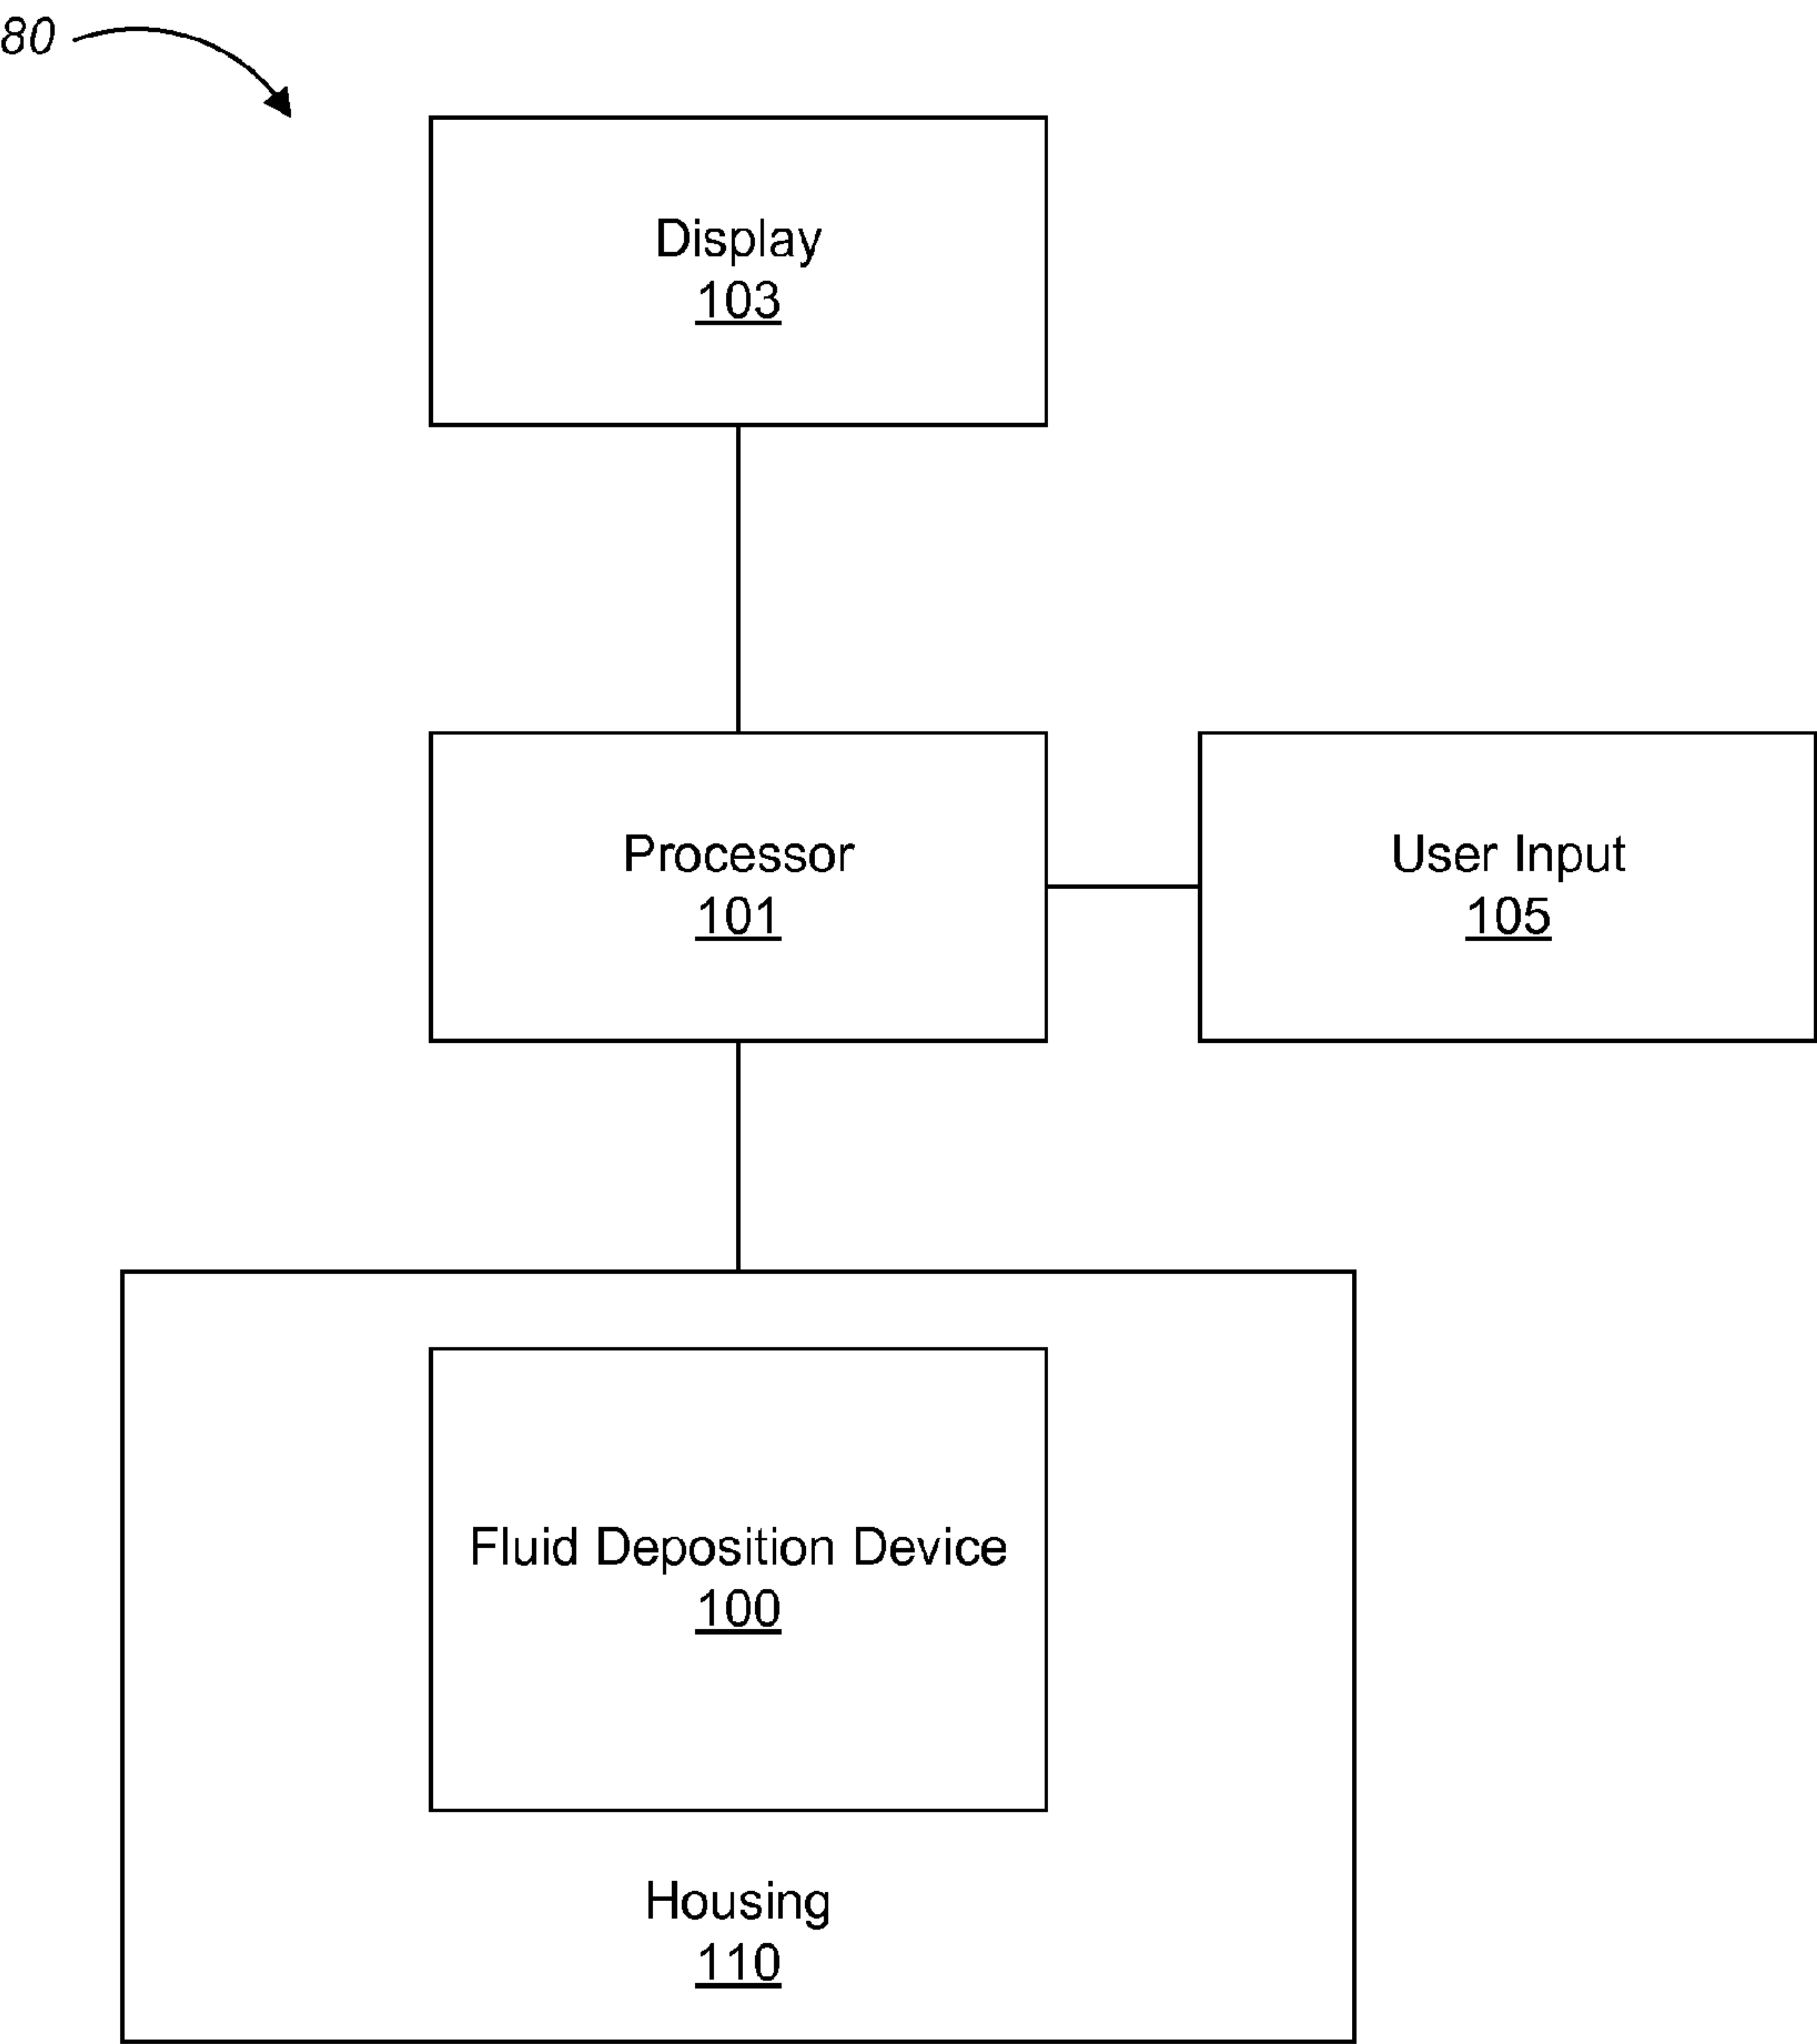 80
Display
103
Processor
101
User Input
105
Fluid Deposition Device
100
Housing
110